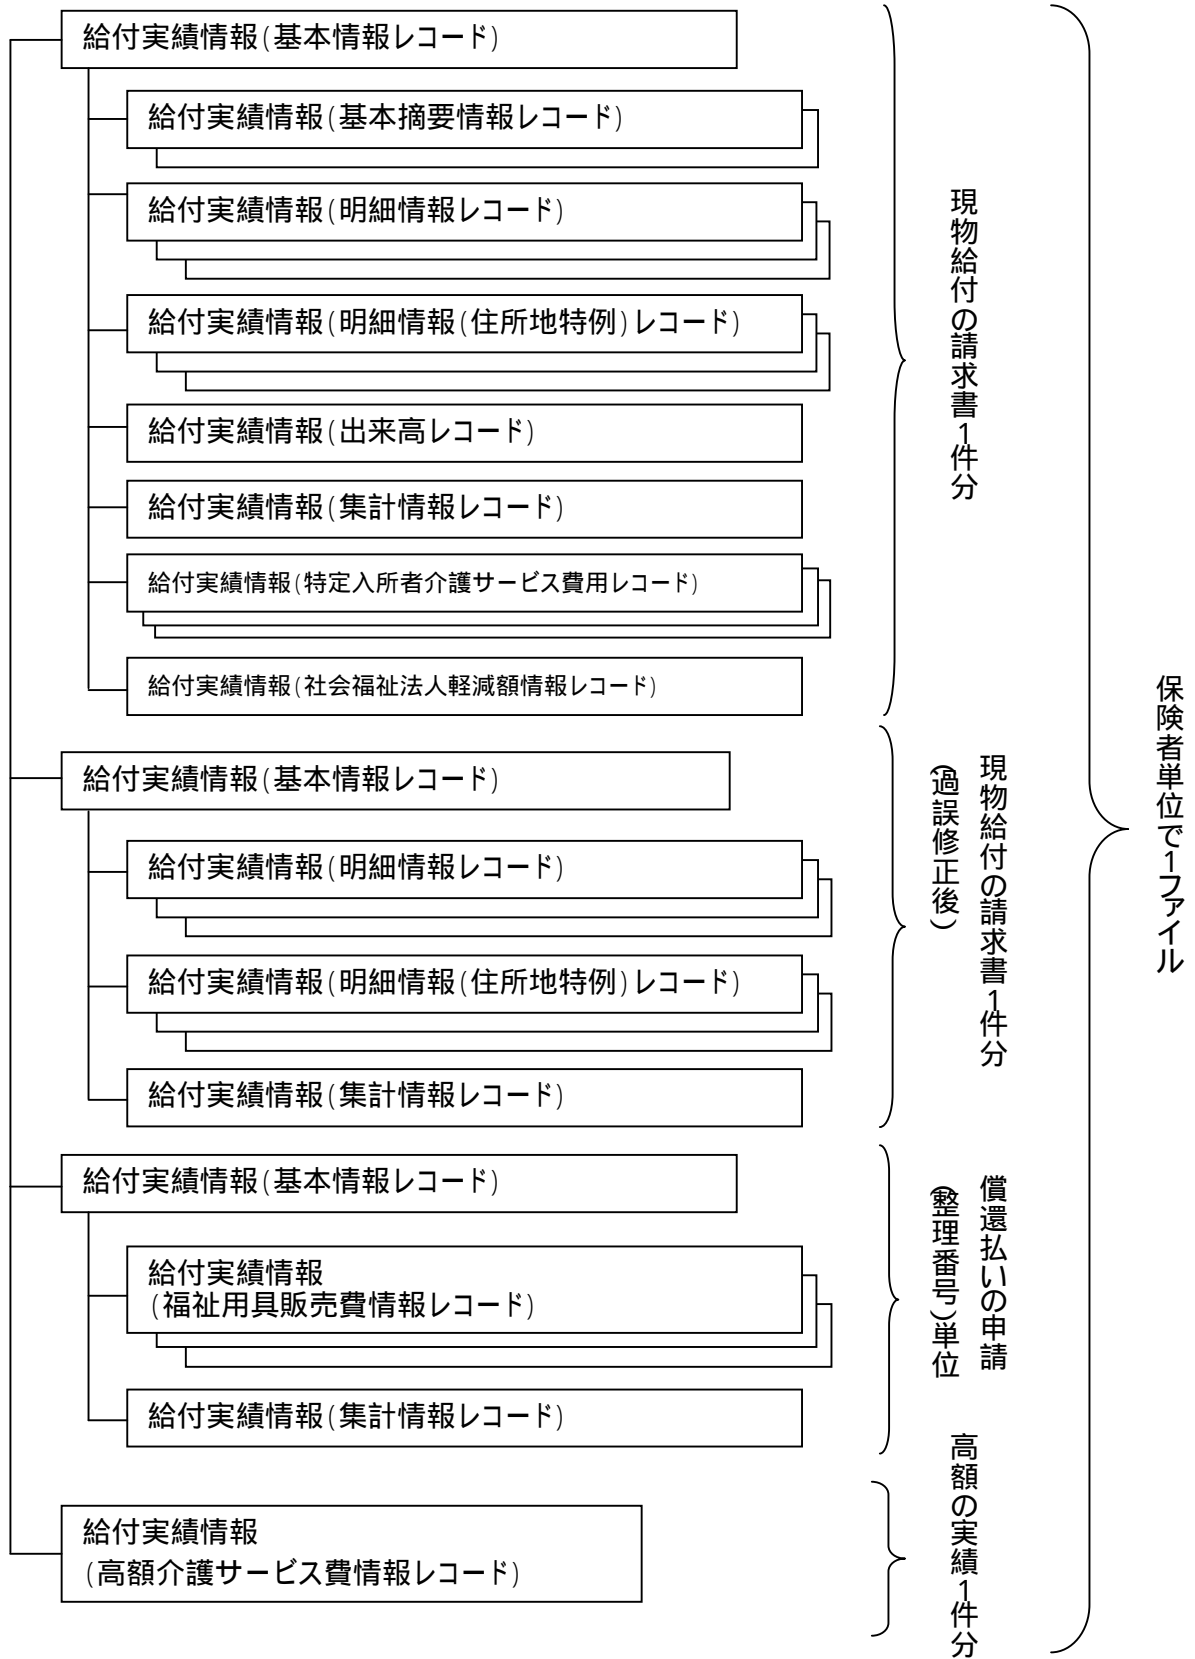 給付実績情報(基本情報レコード)
給付実績情報(基本摘要情報レコード)
給付実績情報(明細情報レコード)
給付実績情報(明細情報(住所地特例)レコード)
給付実績情報(出来高レコード)
給付実績情報(集計情報レコード)
給付実績情報(特定入所者介護サービス費用レコード)
給付実績情報(社会福祉法人軽減額情報レコード)
現物給付の請求書1件分
給付実績情報(基本情報レコード)
給付実績情報(明細情報レコード)
給付実績情報(明細情報(住所地特例)レコード)
給付実績情報(集計情報レコード)
現物給付の請求書1件分
(過誤修正後)
給付実績情報(基本情報レコード)
給付実績情報
(福祉用具販売費情報レコード)
給付実績情報(集計情報レコード)
償還払いの申請
(整理番号)単位
給付実績情報
(高額介護サービス費情報レコード)
高額の実績1件分
保険者単位で1ファイル